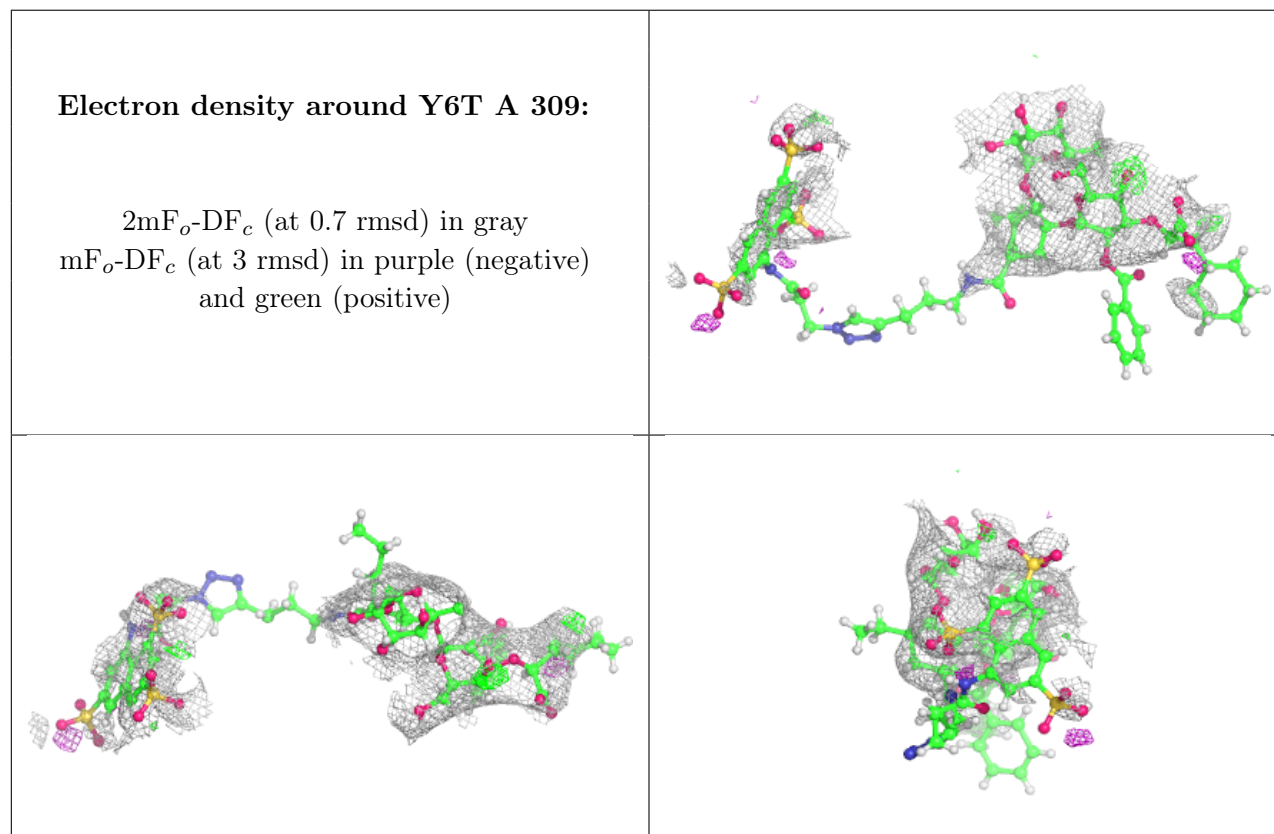 Electron density around Y6T A 309:
2mFo-DFc (at 0.7 rmsd) in gray
mFo-DFc (at 3 rmsd) in purple (negative)
and green (positive)